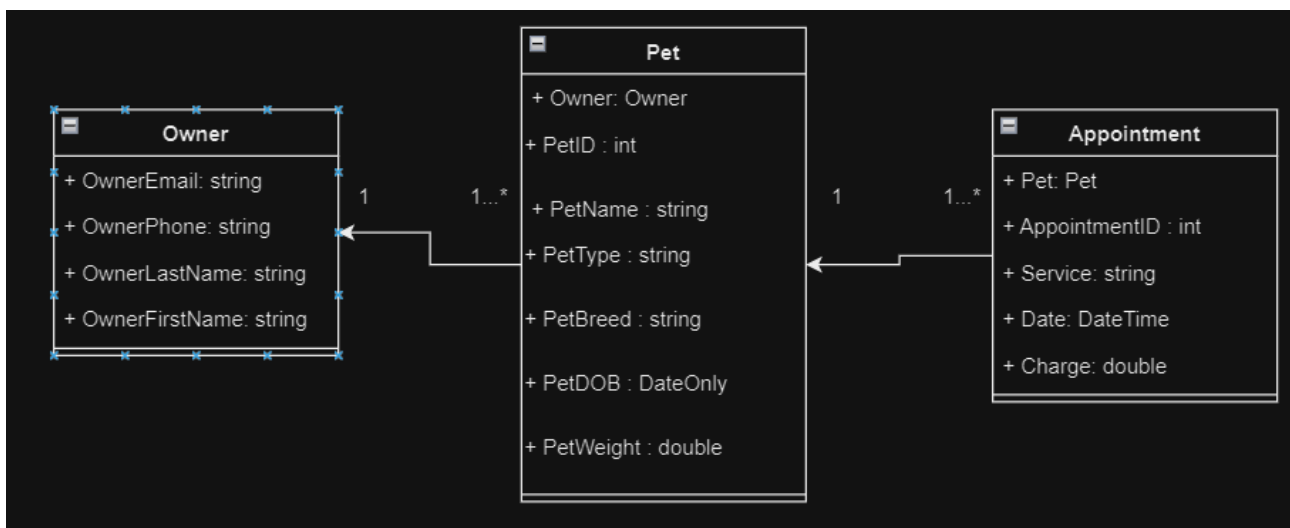 Owner
+ OwnerEmail: string
+ OwnerPhone: string
+ OwnerLastName: string
+ OwnerFirstName: string
1
1...*
Pet
+ Owner: Owner
+ PetID : int
+ PetName : string
+ PetType : string
+ PetBreed : string
+ PetDOB : DateOnly
+ PetWeight : double
1
1...*
Appointment
+ Pet: Pet
+ AppointmentID : int
+ Service: string
+ Date: DateTime
+ Charge: double